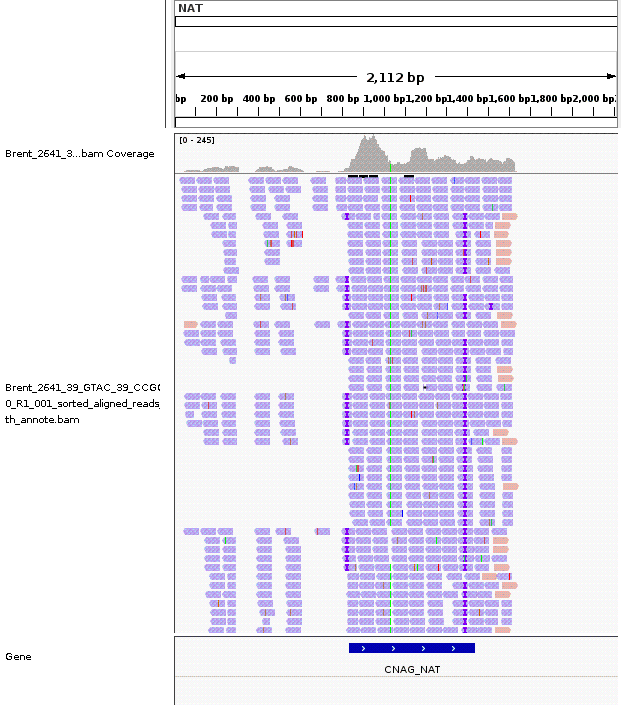 NAT
2,112 bp
bp 200 bp 400 bp 600 bp 800 bp 1,000 bp 1,200 bp 1,400 bp 1,600 bp 1,800 bp 2,000 bp
[0 - 245]
Brent_2641_3...bam Coverage
Brent_2641_39_GTAC_39_CCG
0_R1_001_sorted_aligned_reads_
th_annote.bam
Gene
CNAG_NAT